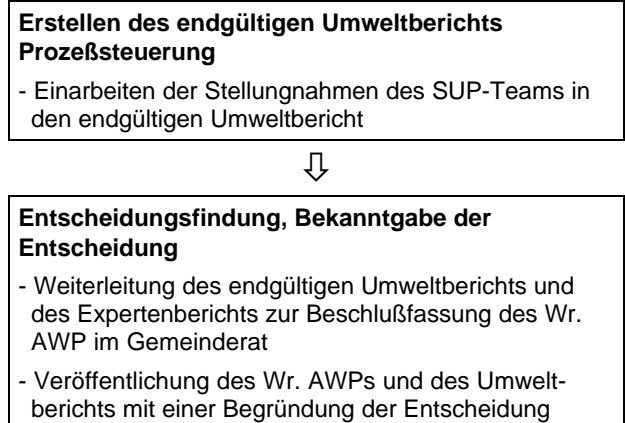 Erstellen des endgültigen Umweltberichts
Prozeßsteuerung
- Einarbeiten der Stellungnahmen des SUP-Teams in
den endgültigen Umweltbericht
Entscheidungsfindung, Bekanntgabe der
Entscheidung
- Weiterleitung des endgültigen Umweltberichts und
des Expertenberichts zur Beschlußfassung des Wr.
AWP im Gemeinderat
- Veröffentlichung des Wr. AWPs und des Umwelt-
berichts mit einer Begründung der Entscheidung